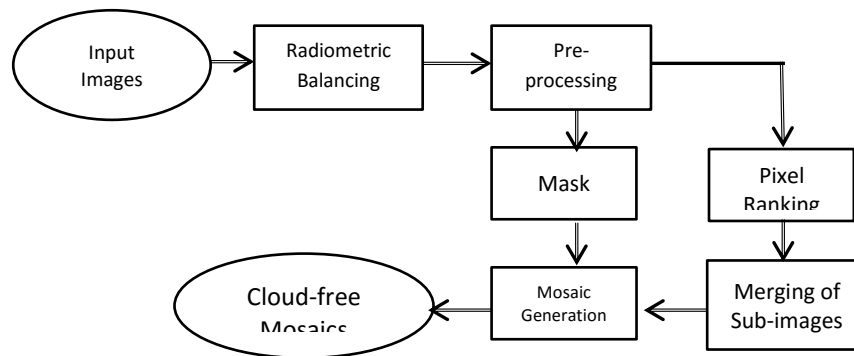 Input
Images
Radiometric
Balancing
Pre-
processing
Mask
Pixel
Ranking
Cloud-free
Mosaics
Mosaic
Generation
Merging of
Sub-images